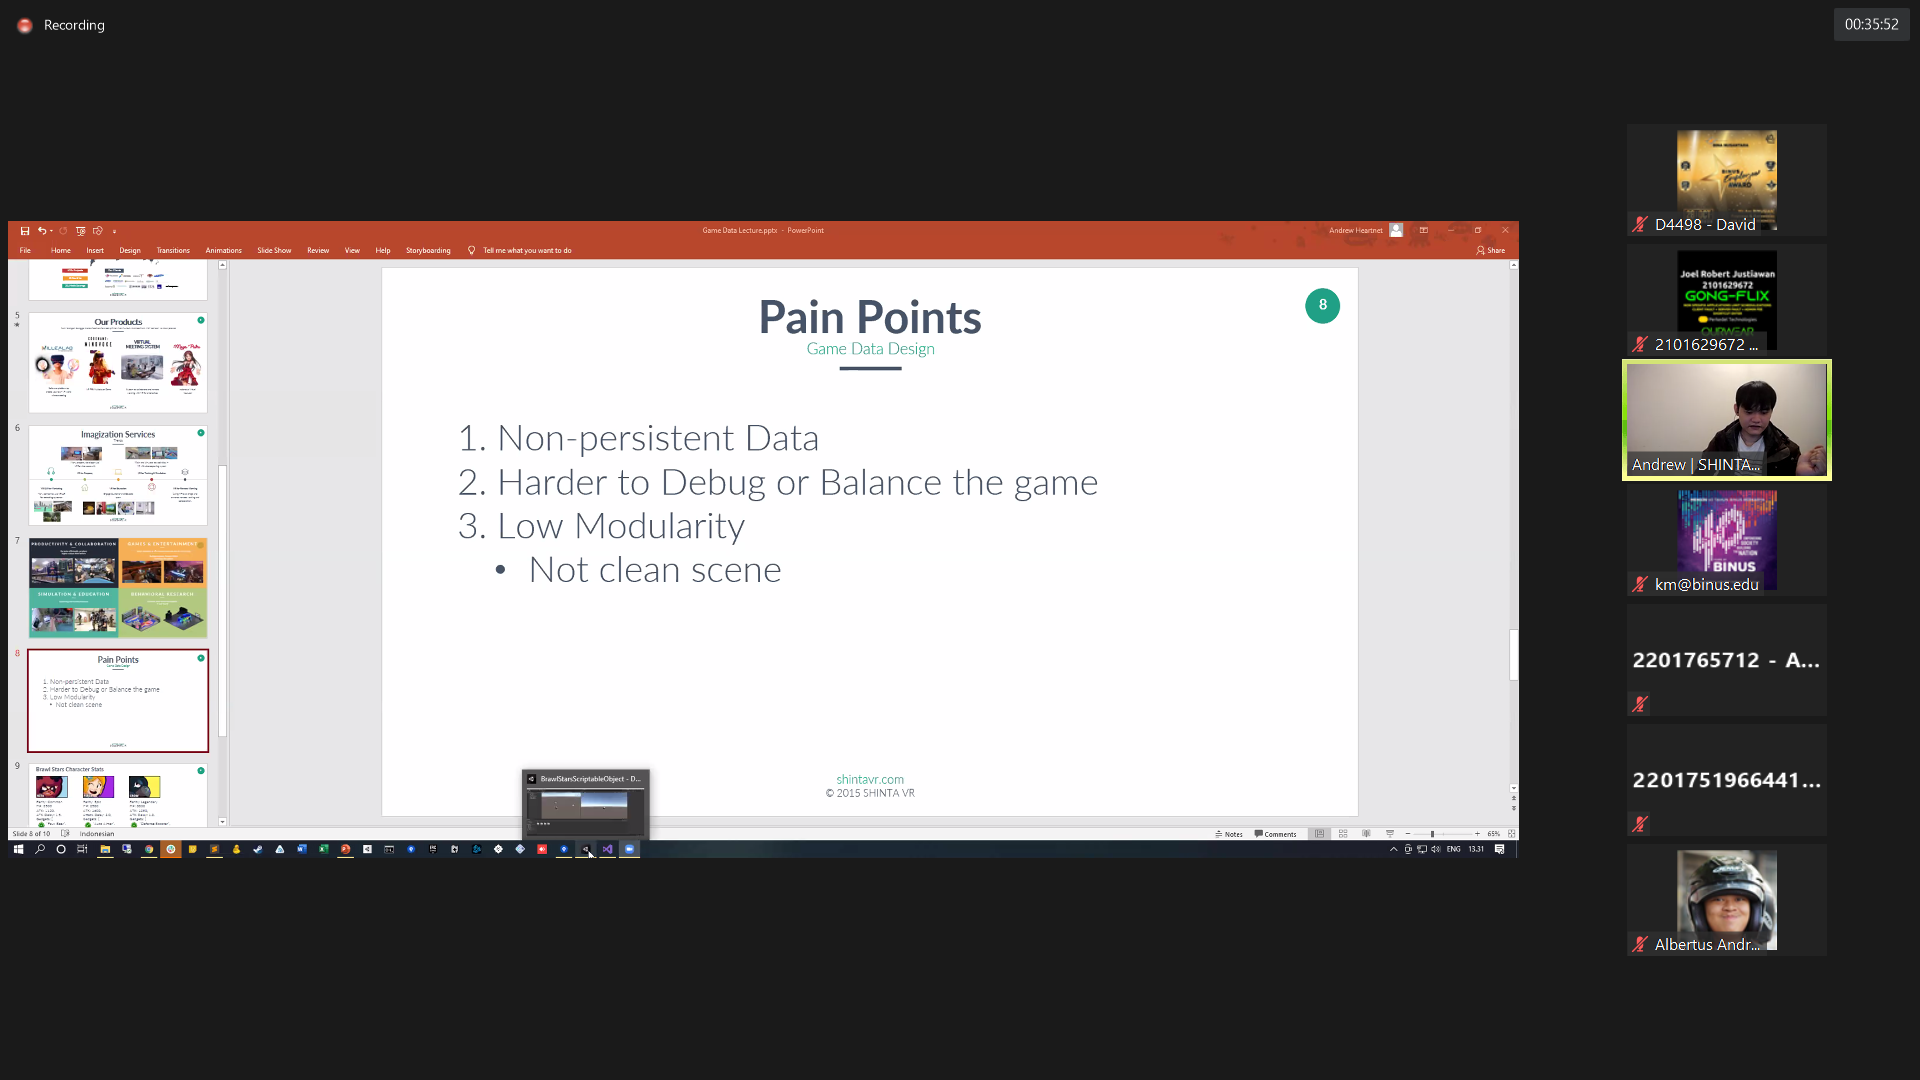 Recording
00:35:52
Game Data Lecture.pptx - PowerPoint
Andrew Heartnet
File Home Insert Design Transitions Animations Slide Show Review View Help Storyboarding Tell me what you want to do
Share
5
Our Products
6
Imagization Services
7
PRODUCTIVITY & COLLABORATION
GAMES & ENTERTAINMENT
SIMULATION & EDUCATION
BEHAVIORAL RESEARCH
8
Pain Points
Game Data Design
1. Non-persistent Data
2. Harder to Debug or Balance the game
3. Low Modularity
• Not clean scene
9
Brawl Stars Character Stats
Pain Points
8
Game Data Design
1. Non-persistent Data
2. Harder to Debug or Balance the game
3. Low Modularity
• Not clean scene
shintavr.com
© 2015 SHINTA VR
BrawlStarsScriptableObject - D...
Slide 8 of 10
Indonesian
Notes
Comments
65%
ENG
13.31
D4498 - David
BINUS
AWARD
Joel Robert Justiawan
2101629672
GONG-FLIX
2101629672 ...
Andrew | SHINTA...
BINUS
km@binus.edu
2201765712 - A...
2201751966441...
Albertus Andr...